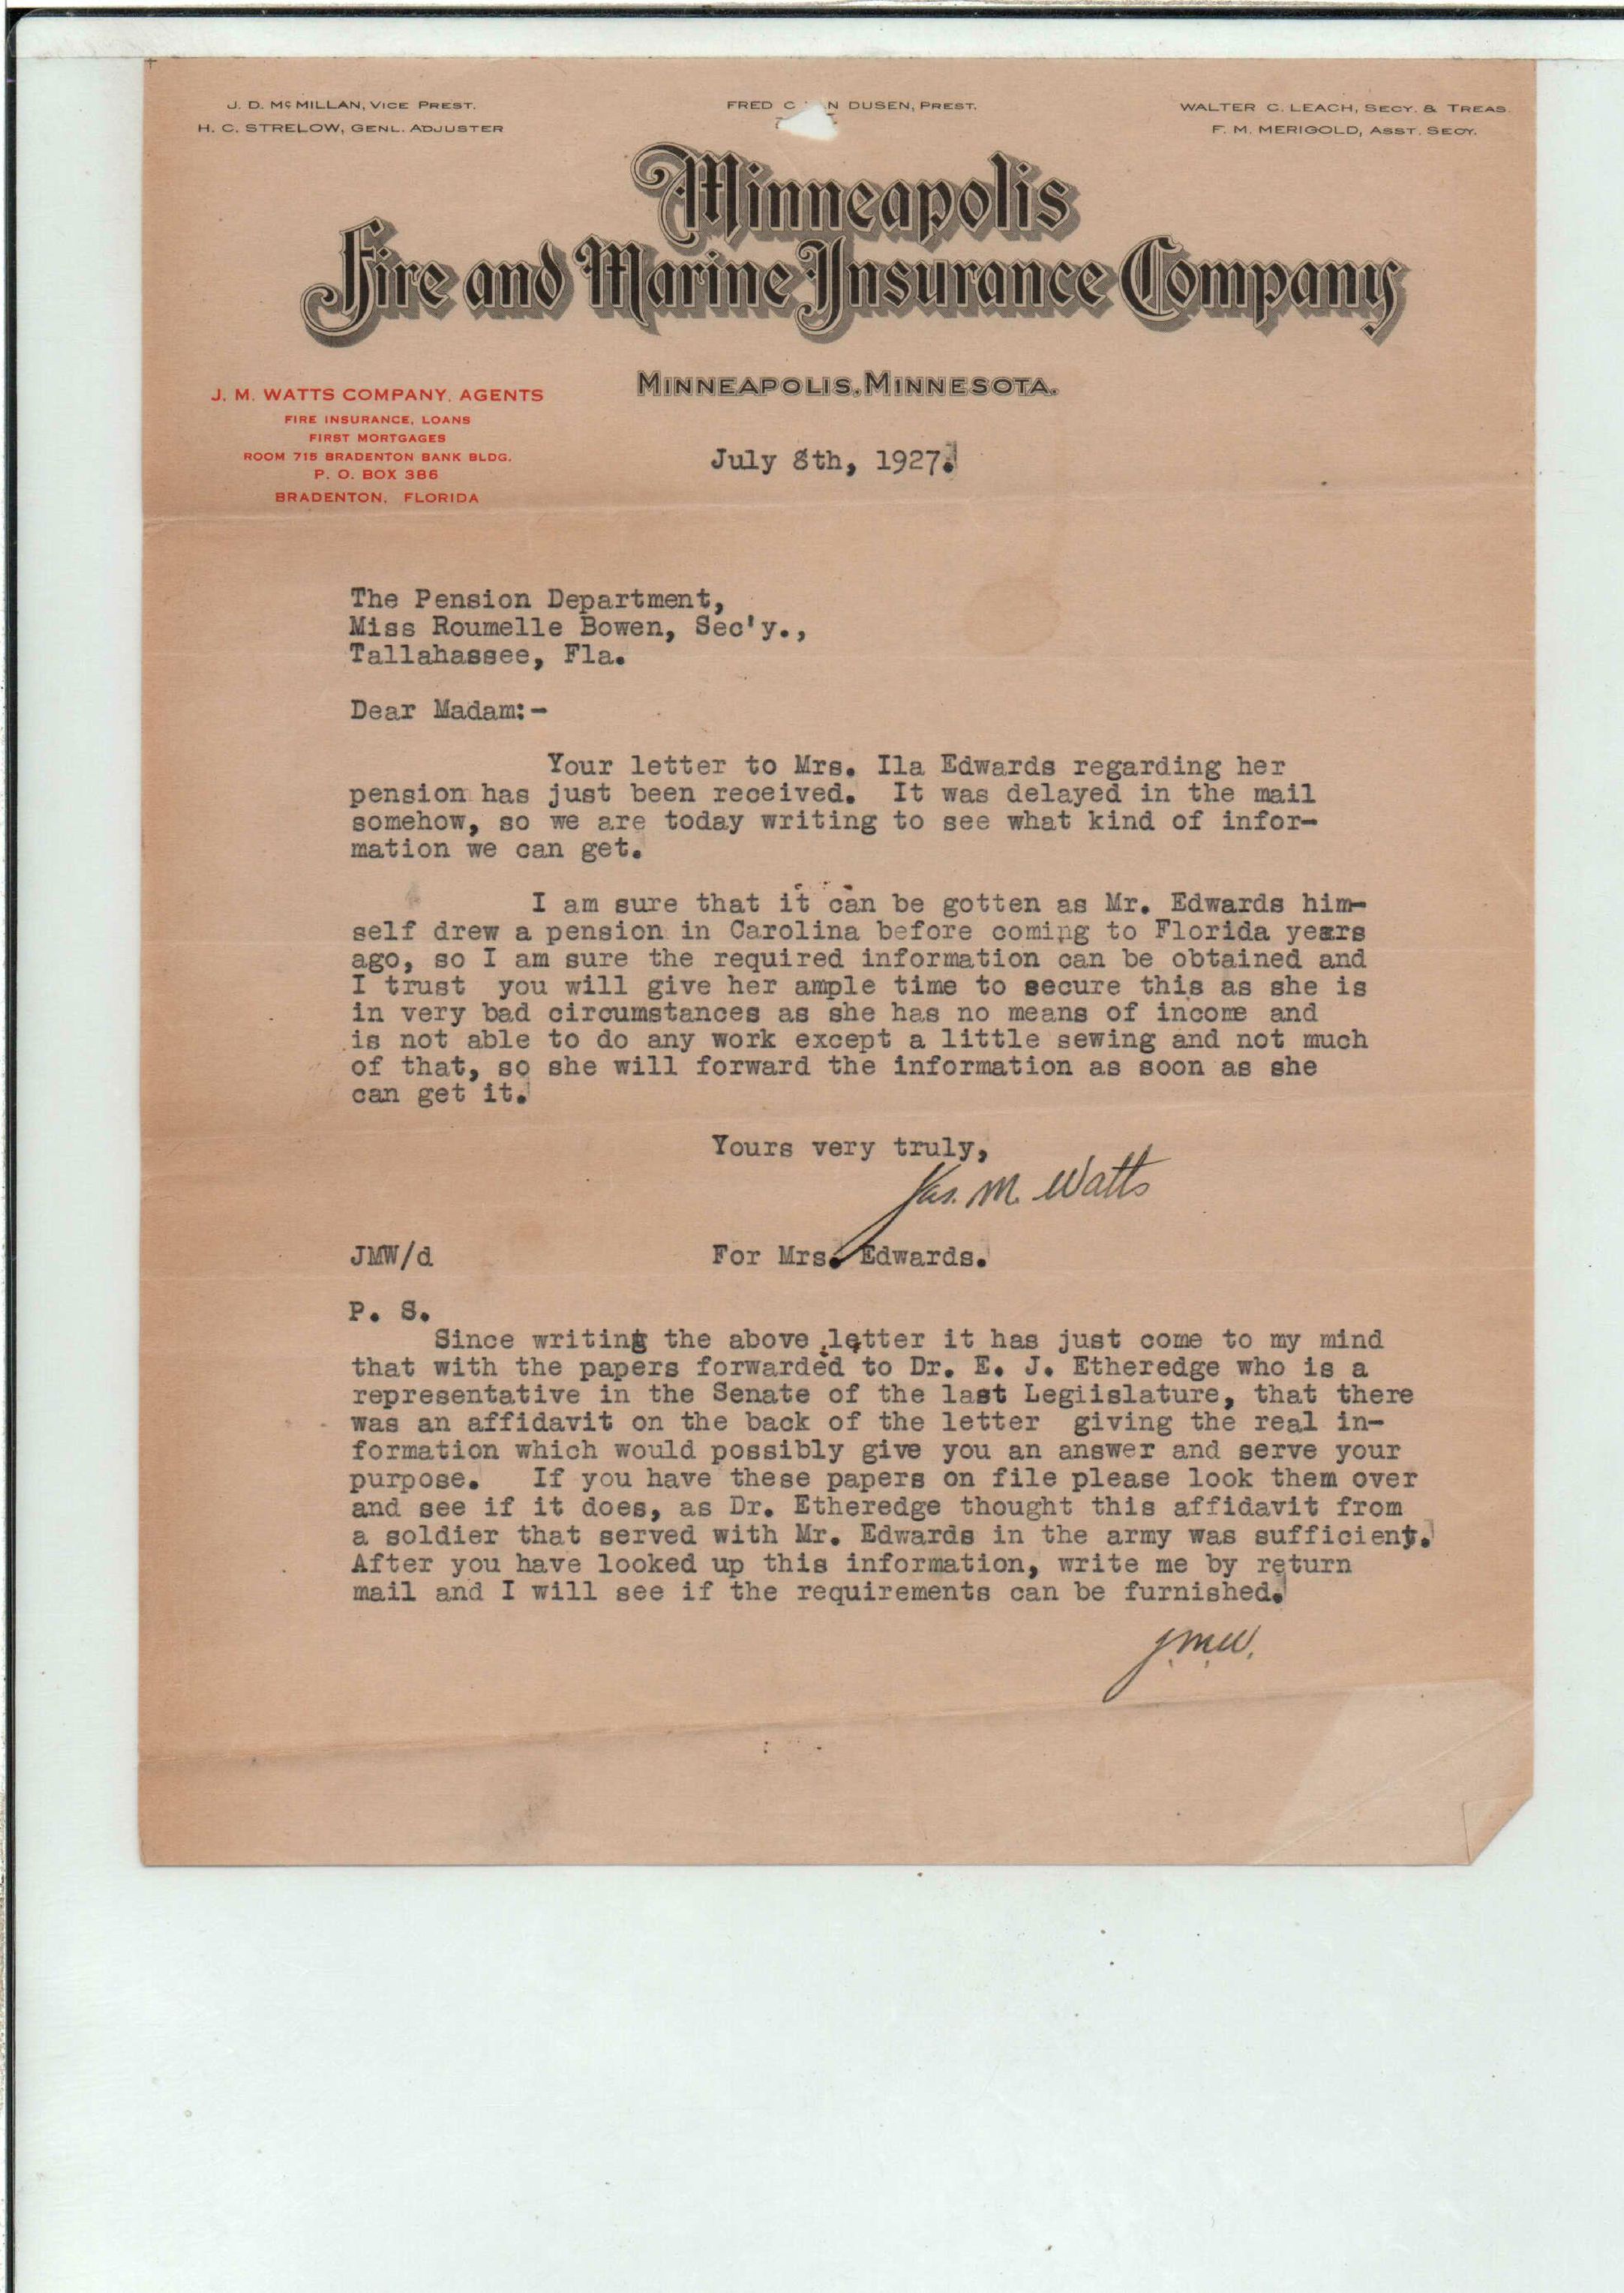 J. D. McMILLAN, VICE PREST.
H. C. STRELOW, GENL. ADJUSTER
FRED C N DUSEN, PREST.
WALTER C. LEACH, SECY. & TREAS.
F. M. MERIGOLD, ASST. SECY.
Minneapolis
Fire and Marine Insurance Company
MINNEAPOLIS, MINNESOTA.
J. M. WATTS COMPANY, AGENTS
FIRE INSURANCE, LOANS
FIRST MORTGAGES
ROOM 715 BRADENTON BANK BLDG.
P. O. BOX 386
BRADENTON, FLORIDA
July 8th, 1927.
The Pension Department,
Miss Roumelle Bowen, Sec'y.,
Tallahassee, Fla.
Dear Madam:-
Your letter to Mrs. Ila Edwards regarding her
pension has just been received. It was delayed in the mail
somehow, so we are today writing to see what kind of infor-
mation we can get.
I am sure that it can be gotten as Mr. Edwards him-
self drew a pension in Carolina before coming to Florida years
ago, so I am sure the required information can be obtained and
I trust you will give her ample time to secure this as she is
in very bad circumstances as she has no means of income and
is not able to do any work except a little sewing and not much
of that, so she will forward the information as soon as she
can get it.
Yours very truly,
Jas. M. Watts
JMW/d
For Mrs. Edwards.
P. S.
Since writing the above letter it has just come to my mind
that with the papers forwarded to Dr. E. J. Etheredge who is a
representative in the Senate of the last Legiislature, that there
was an affidavit on the back of the letter giving the real in-
formation which would possibly give you an answer and serve your
purpose. If you have these papers on file please look them over
and see if it does, as Dr. Etheredge thought this affidavit from
a soldier that served with Mr. Edwards in the army was sufficient.
After you have looked up this information, write me by return
mail and I will see if the requirements can be furnished.
J.M.W.